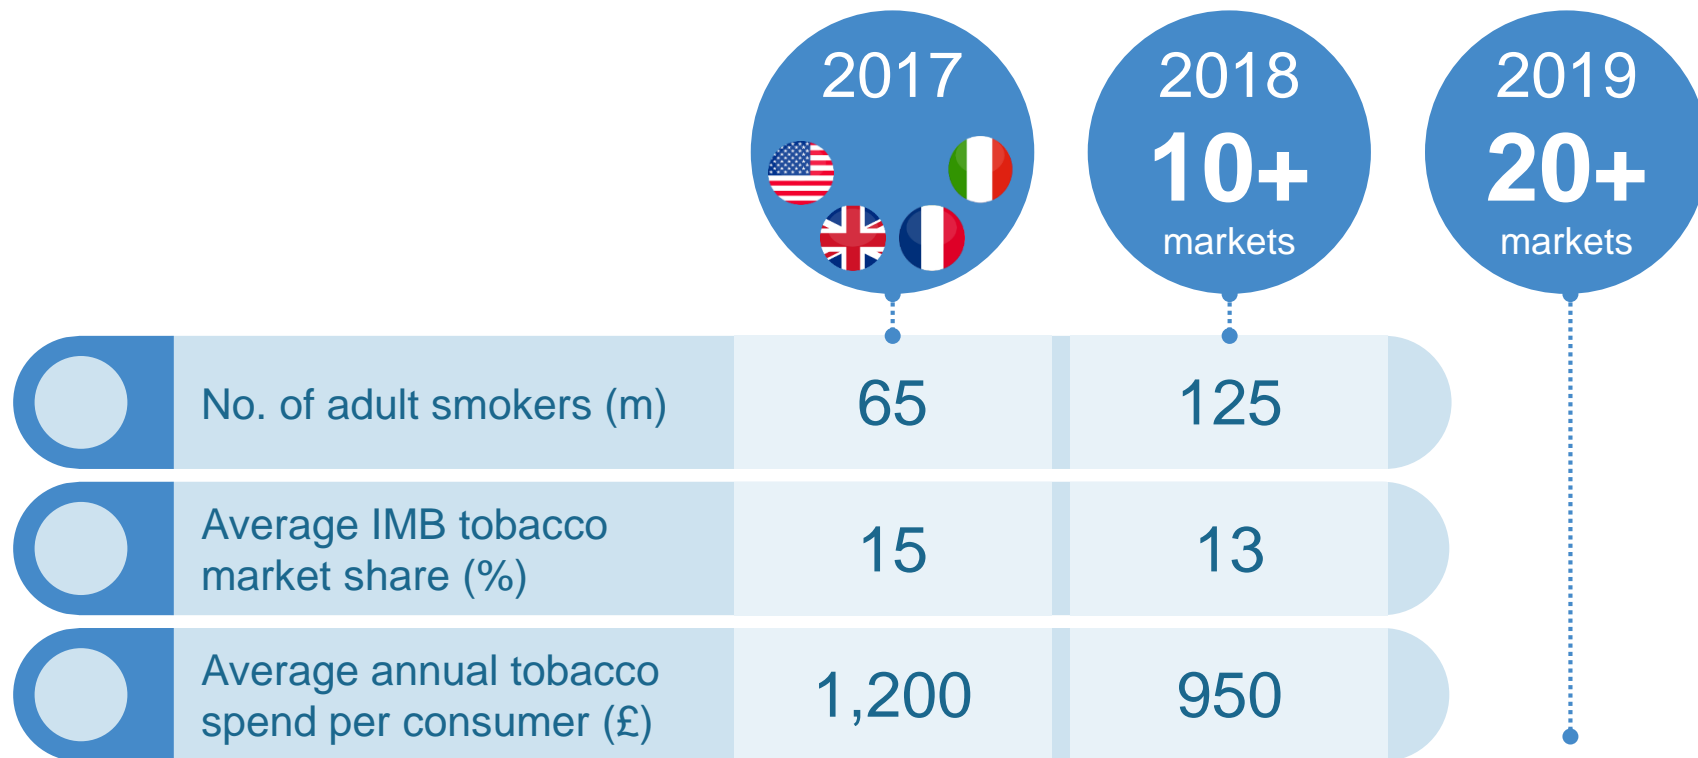 2017
2018
10+
markets
2019
20+
markets
No. of adult smokers (m)
65
125
Average IMB tobacco
market share (%)
15
13
Average annual tobacco
spend per consumer (£)
1,200
950